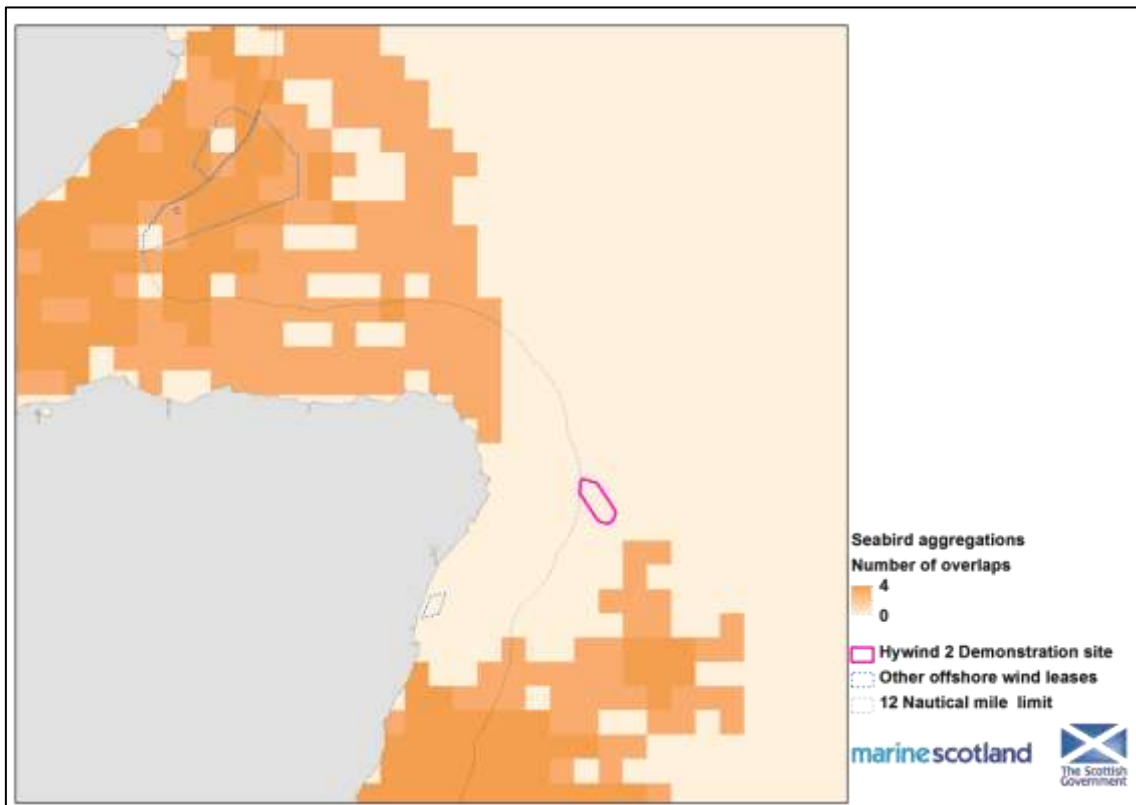 Seabird aggregations
Number of overlaps
4
0
Hywind 2 Demonstration site
Other offshore wind leases
12 Nautical mile limit
marinescotland
The Scottish
Government